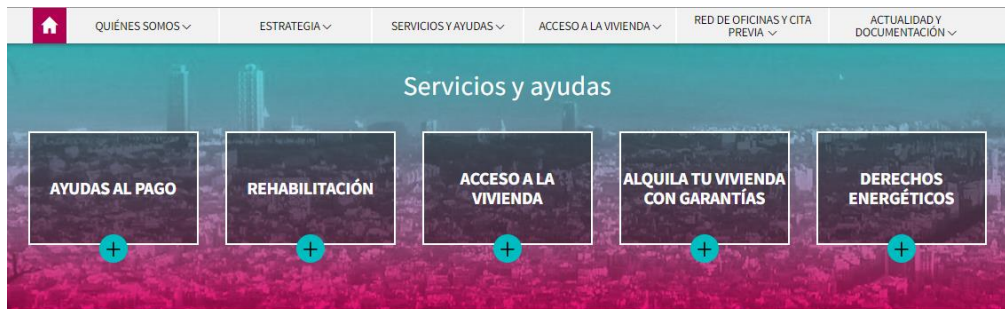 QUIÉNES SOMOS
ESTRATEGIA
SERVICIOS Y AYUDAS
ACCESO A LA VIVIENDA
RED DE OFICINAS Y CITA
PREVIA
ACTUALIDAD Y
DOCUMENTACIÓN
Servicios y ayudas
AYUDAS AL PAGO
REHABILITACIÓN
ACCESO A LA
VIVIENDA
ALQUILA TU VIVIENDA
CON GARANTÍAS
DERECHOS
ENERGÉTICOS